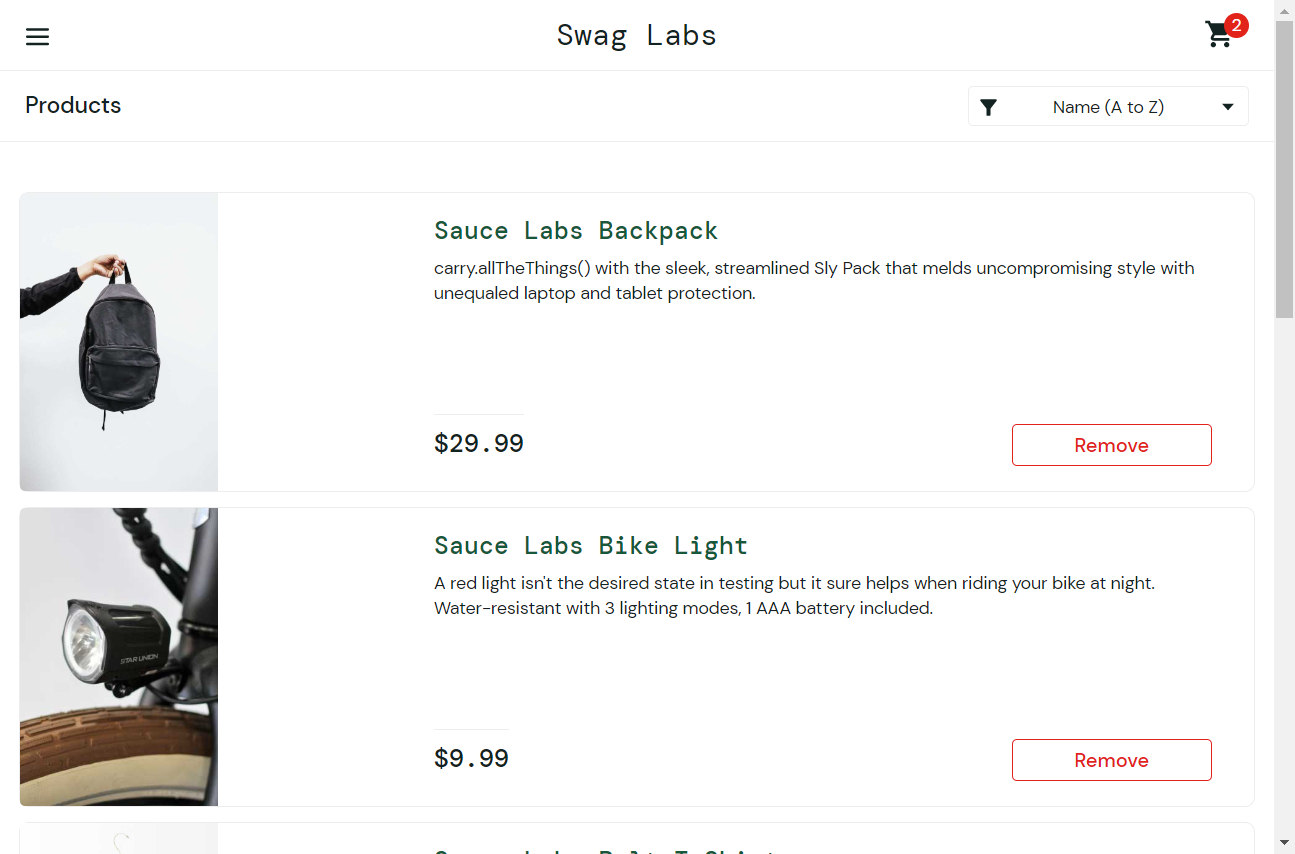 Swag Labs
2
Products
Name (A to Z)
Sauce Labs Backpack
carry.allTheThings() with the sleek, streamlined Sly Pack that melds uncompromising style with
unequaled laptop and tablet protection.
$29.99
Remove
Sauce Labs Bike Light
A red light isn't the desired state in testing but it sure helps when riding your bike at night.
Water-resistant with 3 lighting modes, 1 AAA battery included.
STAR UNION
$9.99
Remove